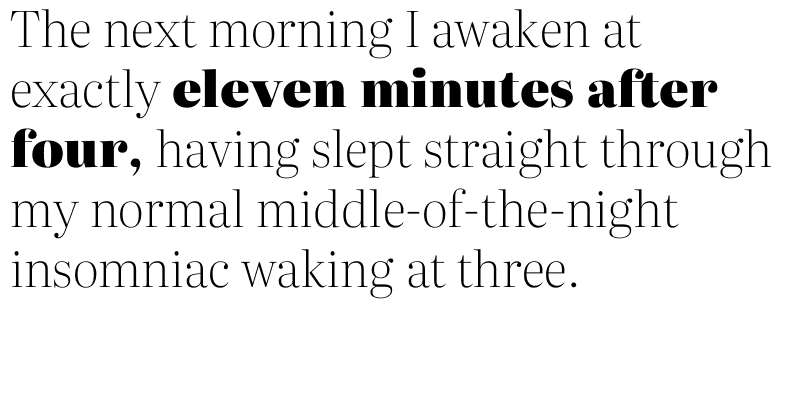 The next morning I awaken at
exactly eleven minutes after
four, having slept straight through
my normal middle-of-the-night
insomniac waking at three.